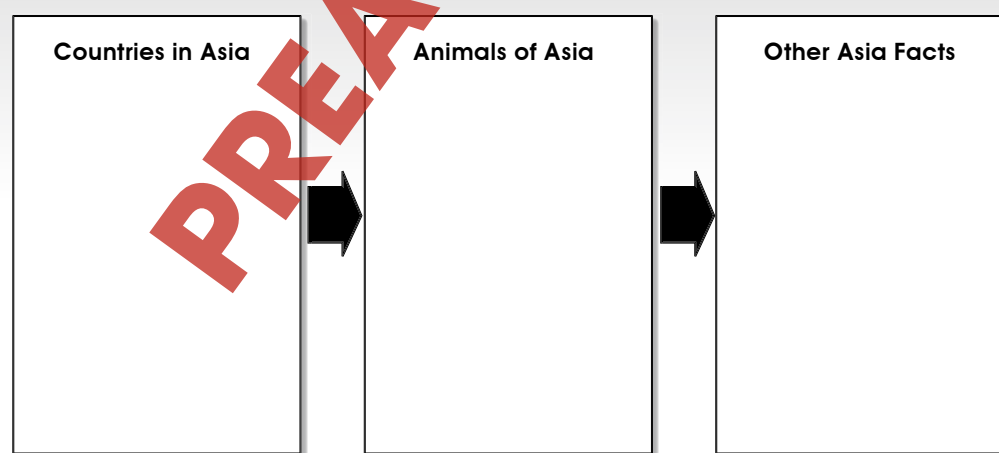 Countries in Asia
Animals of Asia
Other Asia Facts
PREA